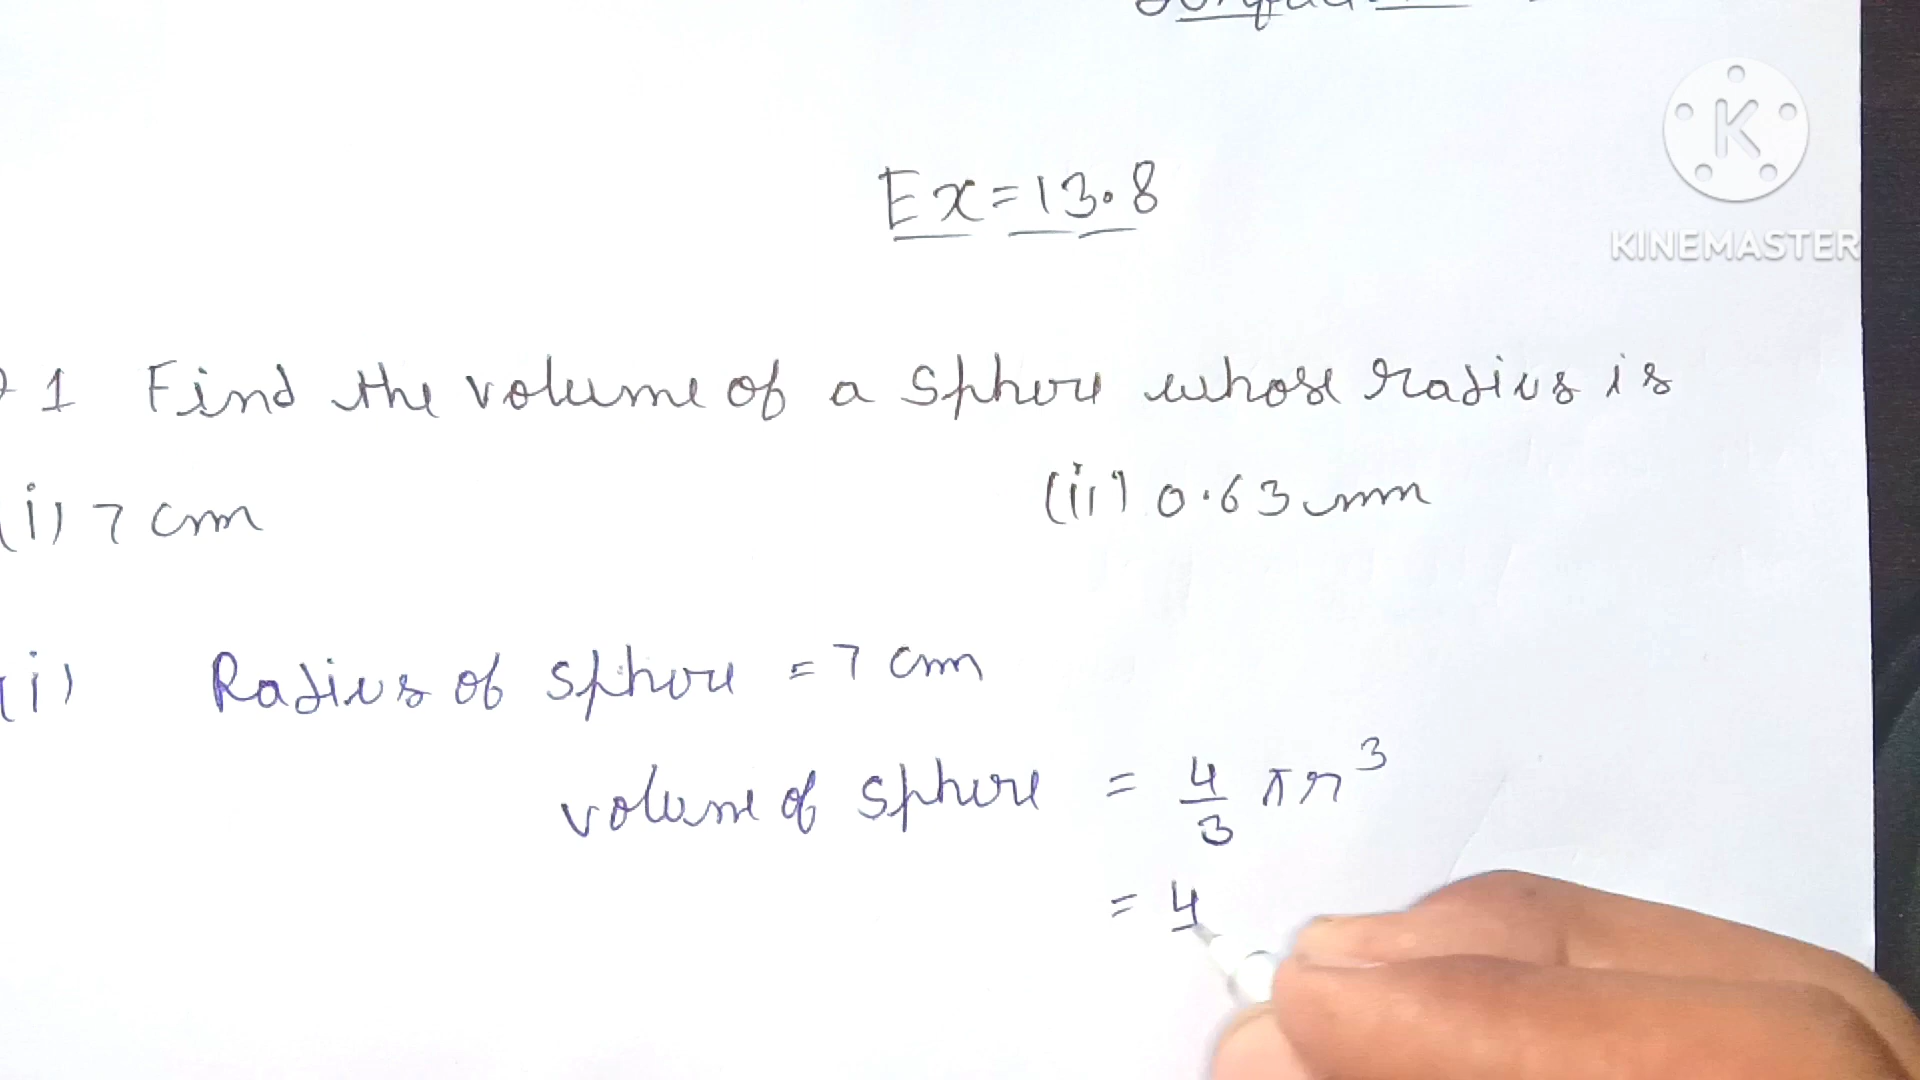 Ex=13.8
K
KINEMASTER
1 Find the volume of a Sphere whose radius is
(i) 7 cm (ii) 0.63 mm
(i) Radius of sphere = 7 cm
volume of sphere = 4/3 πr³
= 4